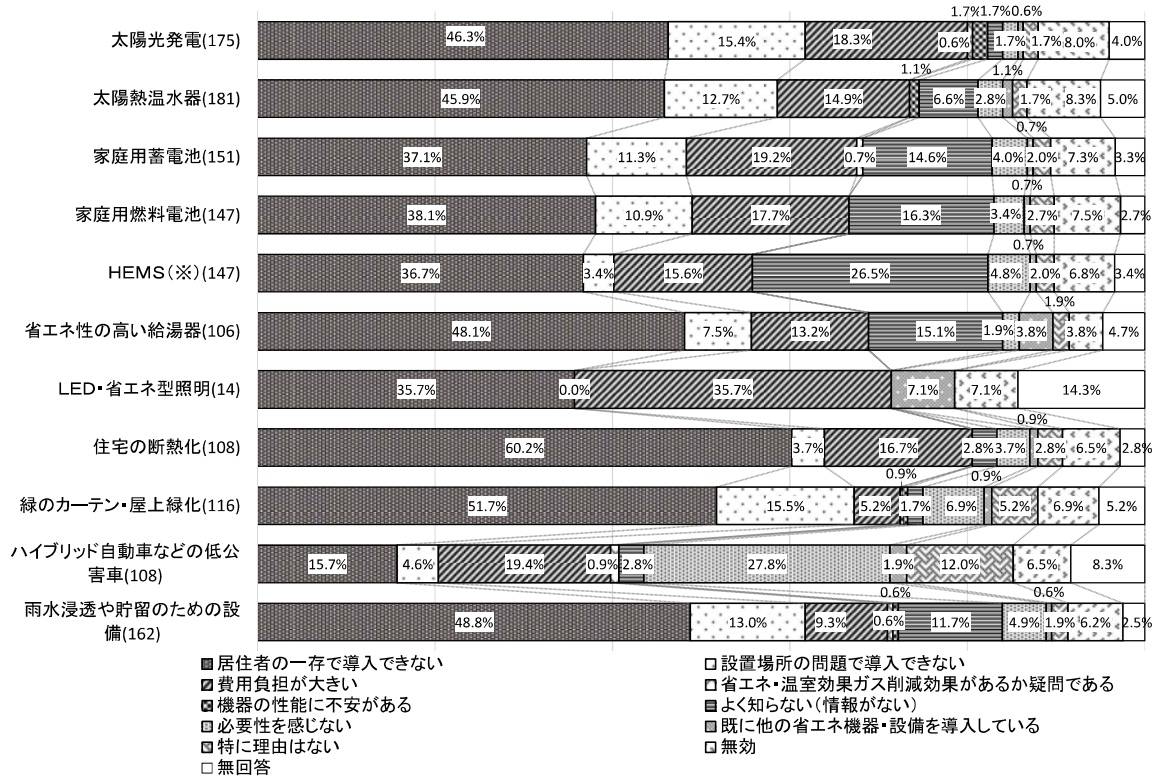 1.7% 1.7% 0.6%
太陽光発電(175) 46.3% 15.4% 18.3% 0.6% 1.7% 1.7% 8.0% 4.0%
1.1% 1.1%
太陽熱温水器(181) 45.9% 12.7% 14.9% 6.6% 2.8% 1.7% 8.3% 5.0%
0.7%
家庭用蓄電池(151) 37.1% 11.3% 19.2% 0.7% 14.6% 4.0% 2.0% 7.3% 3.3%
0.7%
家庭用燃料電池(147) 38.1% 10.9% 17.7% 16.3% 3.4% 2.7% 7.5% 2.7%
0.7%
HEMS(※)(147) 36.7% 3.4% 15.6% 26.5% 4.8% 2.0% 6.8% 3.4%
1.9%
省エネ性の高い給湯器(106) 48.1% 7.5% 13.2% 15.1% 1.9% 3.8% 3.8% 4.7%
LED・省エネ型照明(14) 35.7% 0.0% 35.7% 7.1% 7.1% 14.3%
0.9%
住宅の断熱化(108) 60.2% 3.7% 16.7% 2.8% 3.7% 2.8% 6.5% 2.8%
0.9% 0.9%
緑のカーテン・屋上緑化(116) 51.7% 15.5% 5.2% 1.7% 6.9% 5.2% 6.9% 5.2%
ハイブリッド自動車などの低公
害車(108) 15.7% 4.6% 19.4% 0.9% 2.8% 27.8% 1.9% 12.0% 6.5% 8.3%
0.6% 0.6%
雨水浸透や貯留のための設
備(162) 48.8% 13.0% 9.3% 0.6% 11.7% 4.9% 1.9% 6.2% 2.5%
居住者の一存で導入できない
設置場所の問題で導入できない
費用負担が大きい
省エネ・温室効果ガス削減効果があるか疑問である
機器の性能に不安がある
よく知らない(情報がない)
必要性を感じない
既に他の省エネ機器・設備を導入している
特に理由はない
無効
無回答